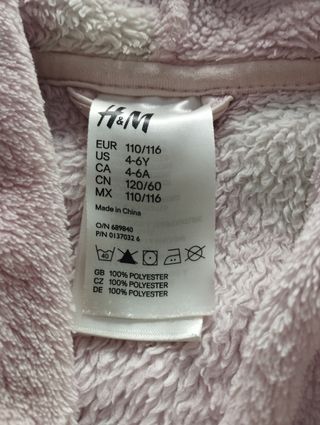 H&M
EUR 110/116
US 4-6Y
CA 4-6A
CN 120/60
MX 110/116
Made in China
O/N 689840
P/N 0137032 6
40
GB 100% POLYESTER
CZ 100% POLYESTER
DE 100% POLYESTER